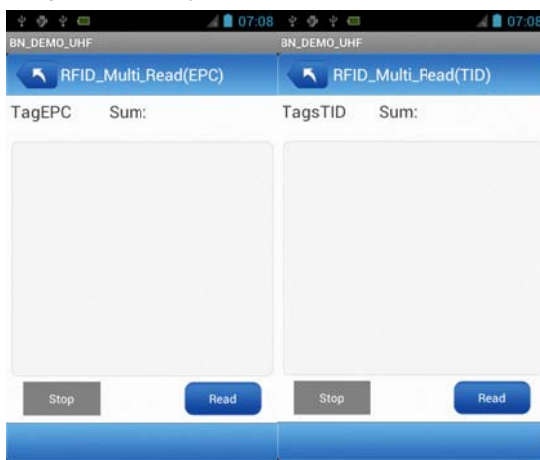 07:08
BN_DEMO_UHF
RFID_Multi_Read(EPC)
TagEPC Sum:
Stop Read
07:08
BN_DEMO_UHF
RFID_Multi_Read(TID)
TagsTID Sum:
Stop Read